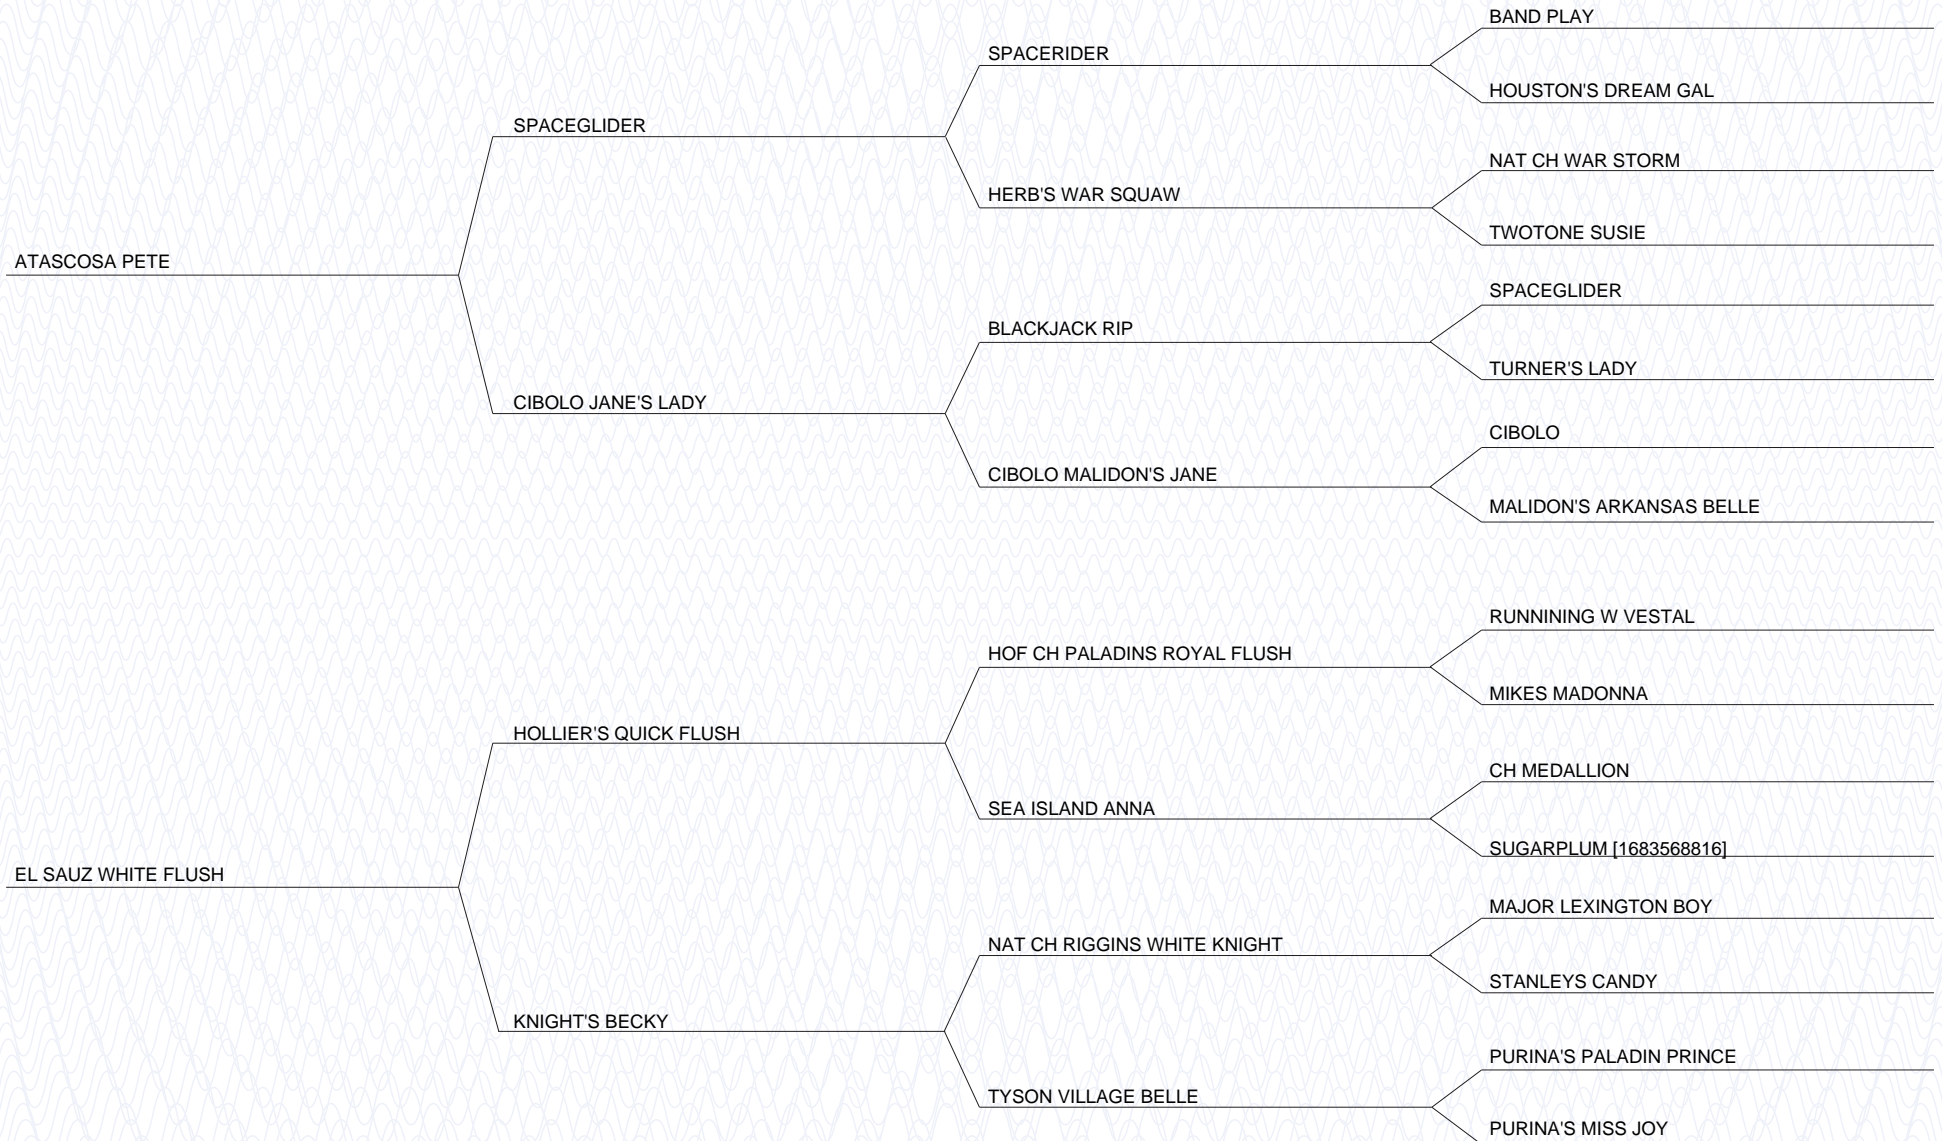 BAND PLAY
SPACERIDER
HOUSTON'S DREAM GAL
SPACEGLIDER
NAT CH WAR STORM
HERB'S WAR SQUAW
TWOTONE SUSIE
ATASCOSA PETE
SPACEGLIDER
BLACKJACK RIP
TURNER'S LADY
CIBOLO JANE'S LADY
CIBOLO
CIBOLO MALIDON'S JANE
MALIDON'S ARKANSAS BELLE
RUNNINING W VESTAL
HOF CH PALADINS ROYAL FLUSH
MIKES MADONNA
HOLLIER'S QUICK FLUSH
CH MEDALLION
SEA ISLAND ANNA
SUGARPLUM [1683568816]
EL SAUZ WHITE FLUSH
MAJOR LEXINGTON BOY
NAT CH RIGGINS WHITE KNIGHT
STANLEYS CANDY
KNIGHT'S BECKY
PURINA'S PALADIN PRINCE
TYSON VILLAGE BELLE
PURINA'S MISS JOY